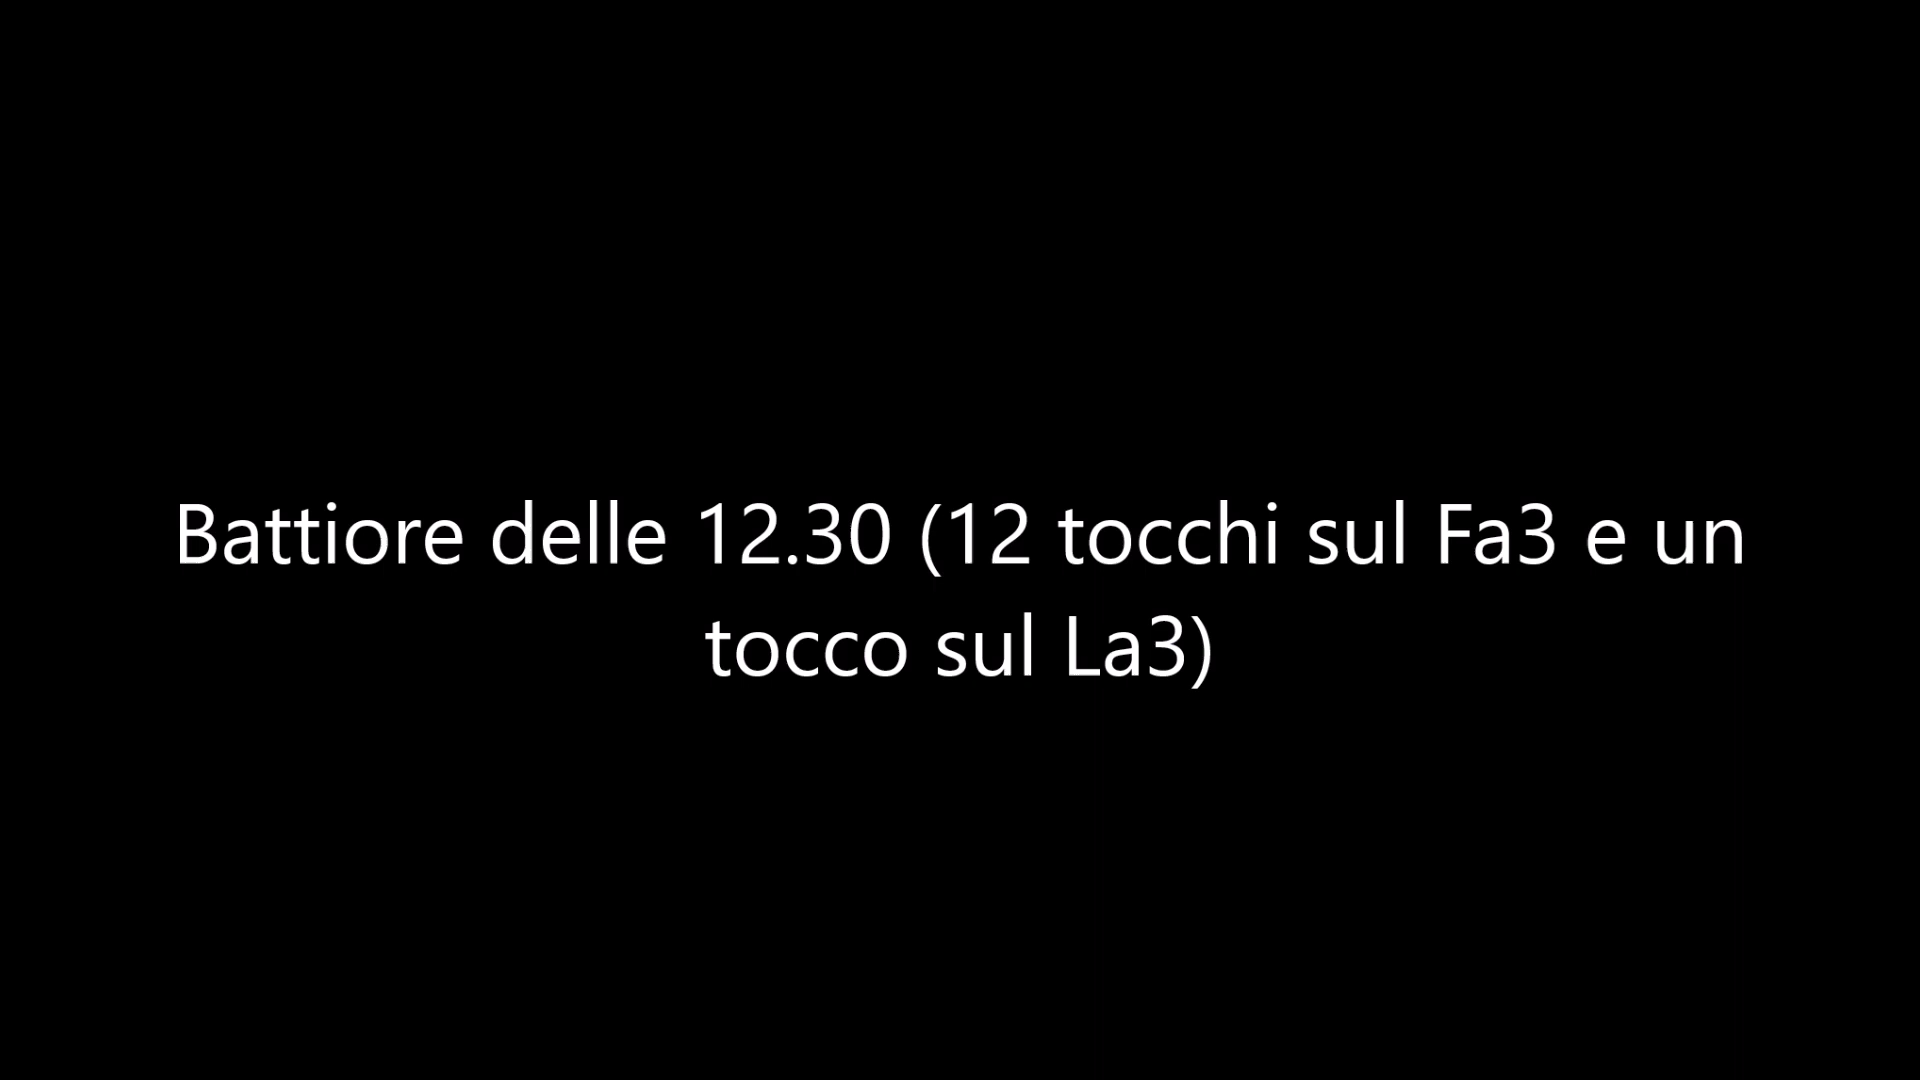 Battiore delle 12.30 (12 tocchi sul Fa3 e un
tocco sul La3)